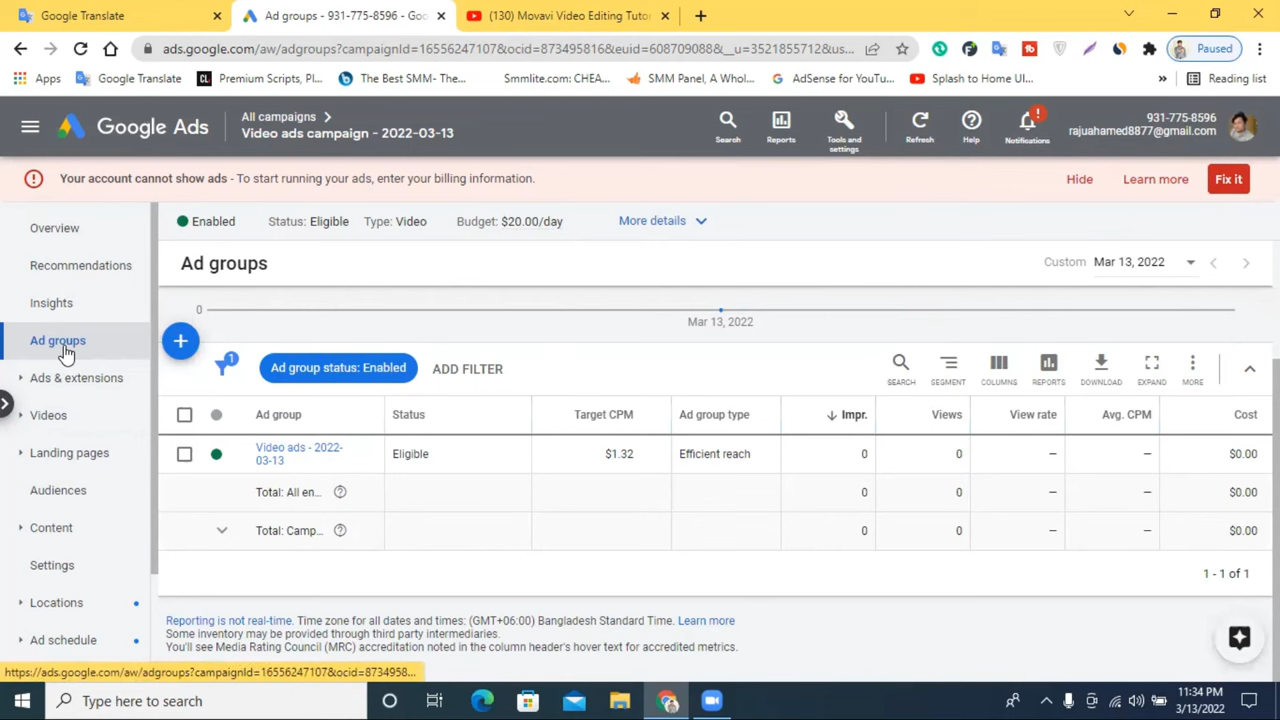 Google Translate
Ad groups - 931-775-8596 - Goo
(130) Movavi Video Editing Tutor
ads.google.com/aw/adgroups?campaignId=16556247107&ocid=873495816&euid=608709088&__u=3521855712&us...
Paused
Apps
Google Translate
Premium Scripts, Pl...
The Best SMM- The...
Smmlite.com: CHEA...
SMM Panel, A Whol...
AdSense for YouTu...
Splash to Home UI...
»
Reading list
Google Ads
All campaigns
Video ads campaign - 2022-03-13
Search
Reports
Tools and
settings
Refresh
Help
Notifications
931-775-8596
rajuahamed8877@gmail.com
Your account cannot show ads - To start running your ads, enter your billing information.
Hide
Learn more
Fix it
Overview
Recommendations
Insights
Ad groups
Ads & extensions
Videos
Landing pages
Audiences
Content
Settings
Locations
Ad schedule
Enabled
Status: Eligible
Type: Video
Budget: $20.00/day
More details
Ad groups
Custom
Mar 13, 2022
0
Mar 13, 2022
1
Ad group status: Enabled
ADD FILTER
SEARCH
SEGMENT
COLUMNS
REPORTS
DOWNLOAD
EXPAND
MORE
Ad group
Status
Target CPM
Ad group type
Impr.
Views
View rate
Avg. CPM
Cost
Video ads - 2022-
03-13
Eligible
$1.32
Efficient reach
0
0
–
–
$0.00
Total: All en...
0
0
–
–
$0.00
Total: Camp...
0
0
–
–
$0.00
1 - 1 of 1
Reporting is not real-time. Time zone for all dates and times: (GMT+06:00) Bangladesh Standard Time. Learn more
Some inventory may be provided through third party intermediaries.
You'll see Media Rating Council (MRC) accreditation noted in the column header's hover text for accredited metrics.
https://ads.google.com/aw/adgroups?campaignId=16556247107&ocid=8734958...
Type here to search
11:34 PM
3/13/2022